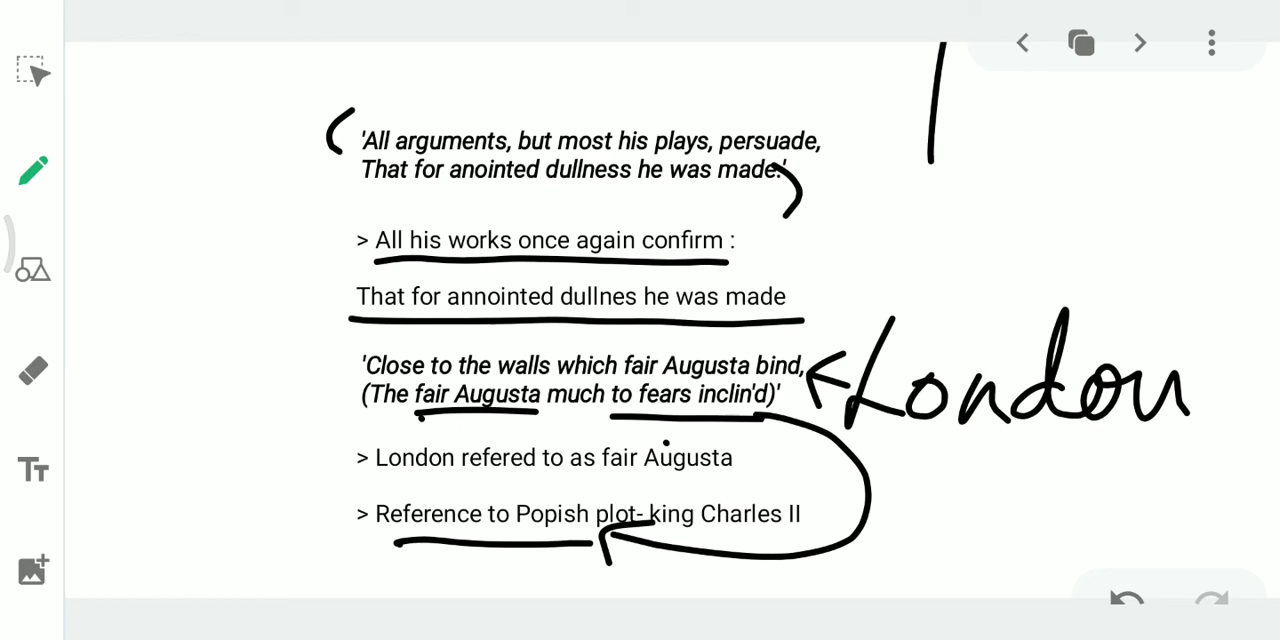 'All arguments, but most his plays, persuade,
That for anointed dullness he was made.'
> All his works once again confirm :
That for annointed dullnes he was made
'Close to the walls which fair Augusta bind,
(The fair Augusta much to fears inclin'd)'
London
> London refered to as fair Augusta
> Reference to Popish plot- king Charles II
Tт